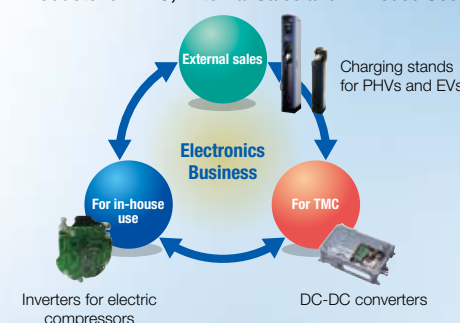 External sales
Charging stands
for PHVs and EVs
Electronics
Business
For in-house
use
For TMC
Inverters for electric
compressors
DC-DC converters